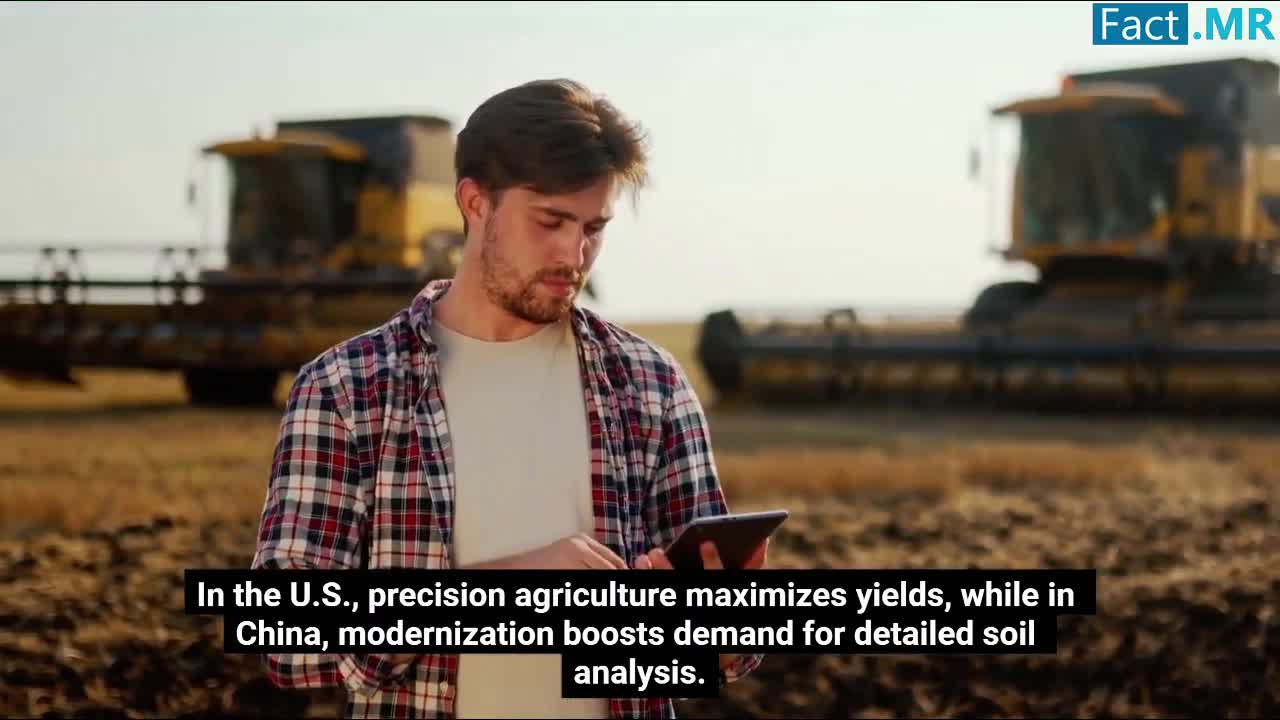 Fact.MR
In the U.S., precision agriculture maximizes yields, while in
China, modernization boosts demand for detailed soil
analysis.